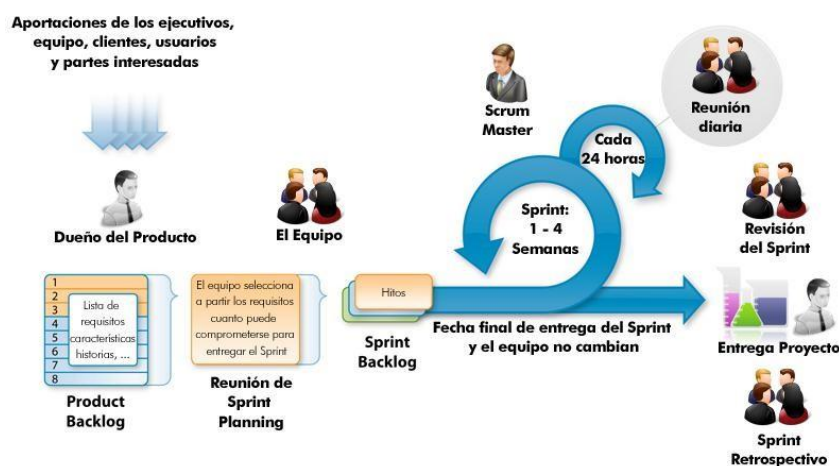 Aportaciones de los ejecutivos,
equipo, clientes, usuarios
y partes interesadas
Dueño del Producto
El Equipo
Scrum
Master
Cada
24 horas
Reunión
diaria
Sprint:
1 - 4
Semanas
Revisión
del Sprint
1
2
3
4
5
6
7
8
Lista de
requisitos
características
historias, ...
Product
Backlog
El equipo selecciona
a partir los requisitos
cuanto puede
comprometerse para
entregar el Sprint
Reunión de
Sprint
Planning
Hitos
Sprint
Backlog
Fecha final de entrega del Sprint
y el equipo no cambian
Entrega Proyecto
Sprint
Retrospectivo